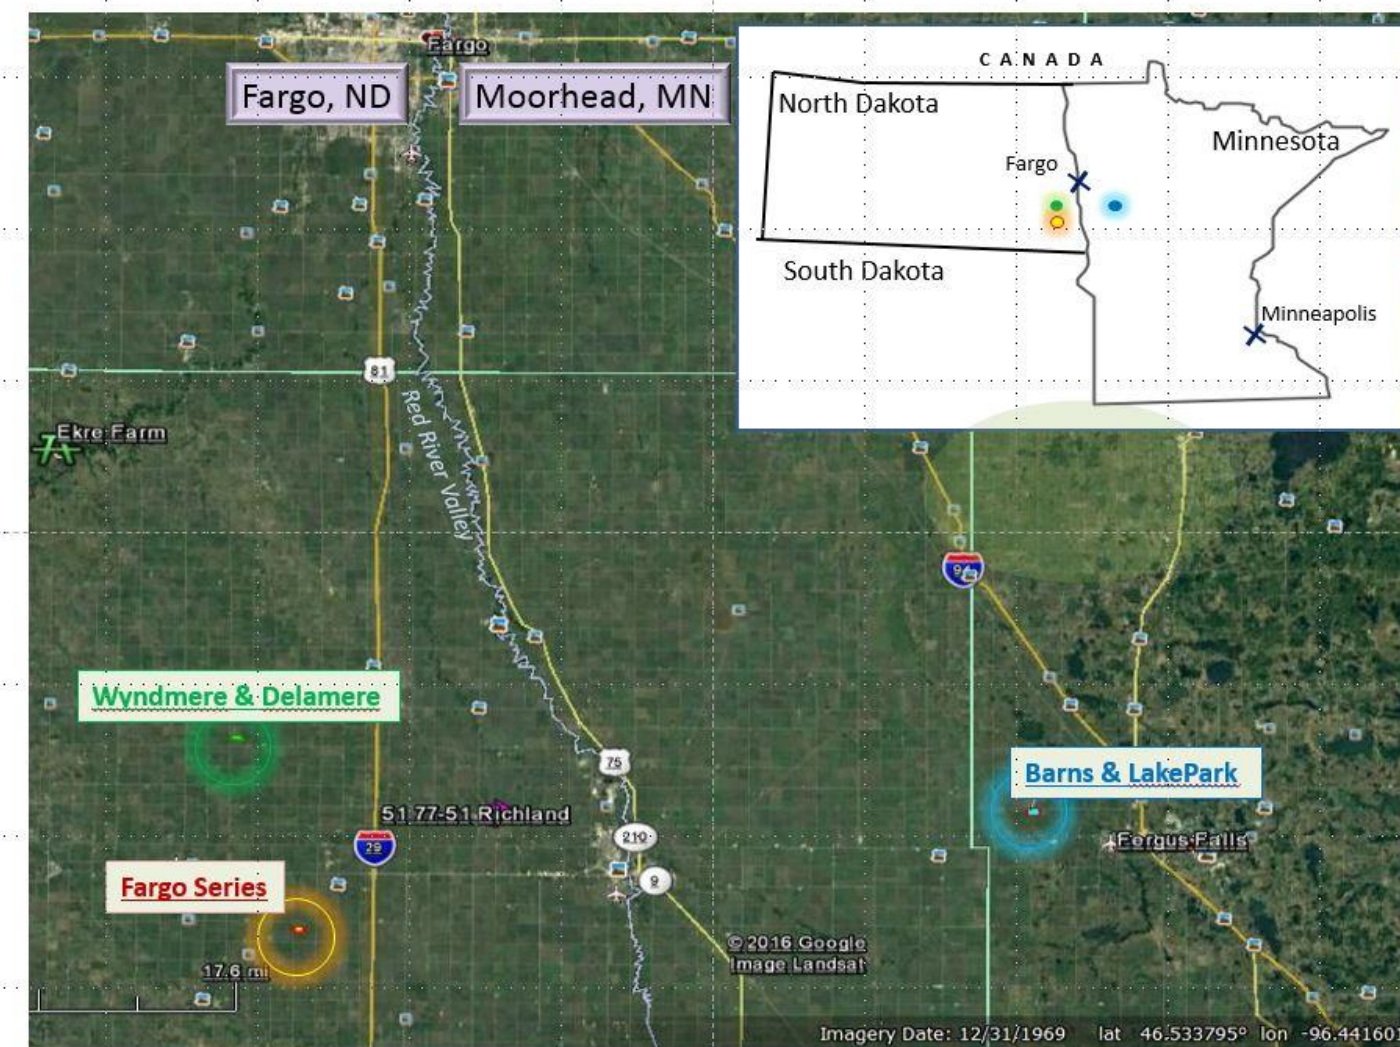 Fargo
Fargo, ND
Moorhead, MN
CANADA
North Dakota
Minnesota
Fargo
South Dakota
Minneapolis
81
Ekre Farm
Red River Valley
94
Wyndmere & Delamere
75
Barns & LakePark
51 77-51 Richland
210
29
Fergus Falls
Fargo Series
9
17.6 mi
© 2016 Google
Image Landsat
Imagery Date: 12/31/1969 lat 46.533795° lon -96.441601